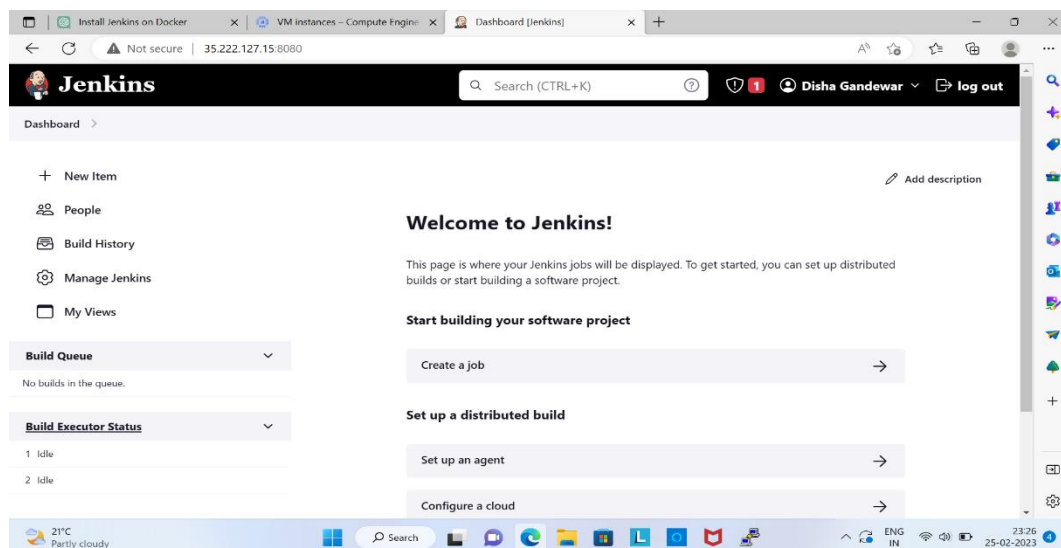 Install Jenkins on Docker
VM instances – Compute Engine
Dashboard [Jenkins]
Not secure | 35.222.127.15:8080
Jenkins
Search (CTRL+K)
1
Disha Gandewar
log out
Dashboard
New Item
People
Build History
Manage Jenkins
My Views
Build Queue
No builds in the queue.
Build Executor Status
1 Idle
2 Idle
Add description
Welcome to Jenkins!
This page is where your Jenkins jobs will be displayed. To get started, you can set up distributed
builds or start building a software project.
Start building your software project
Create a job
Set up a distributed build
Set up an agent
Configure a cloud
21°C
Partly cloudy
Search
L
ENG
IN
23:26
25-02-2023
4